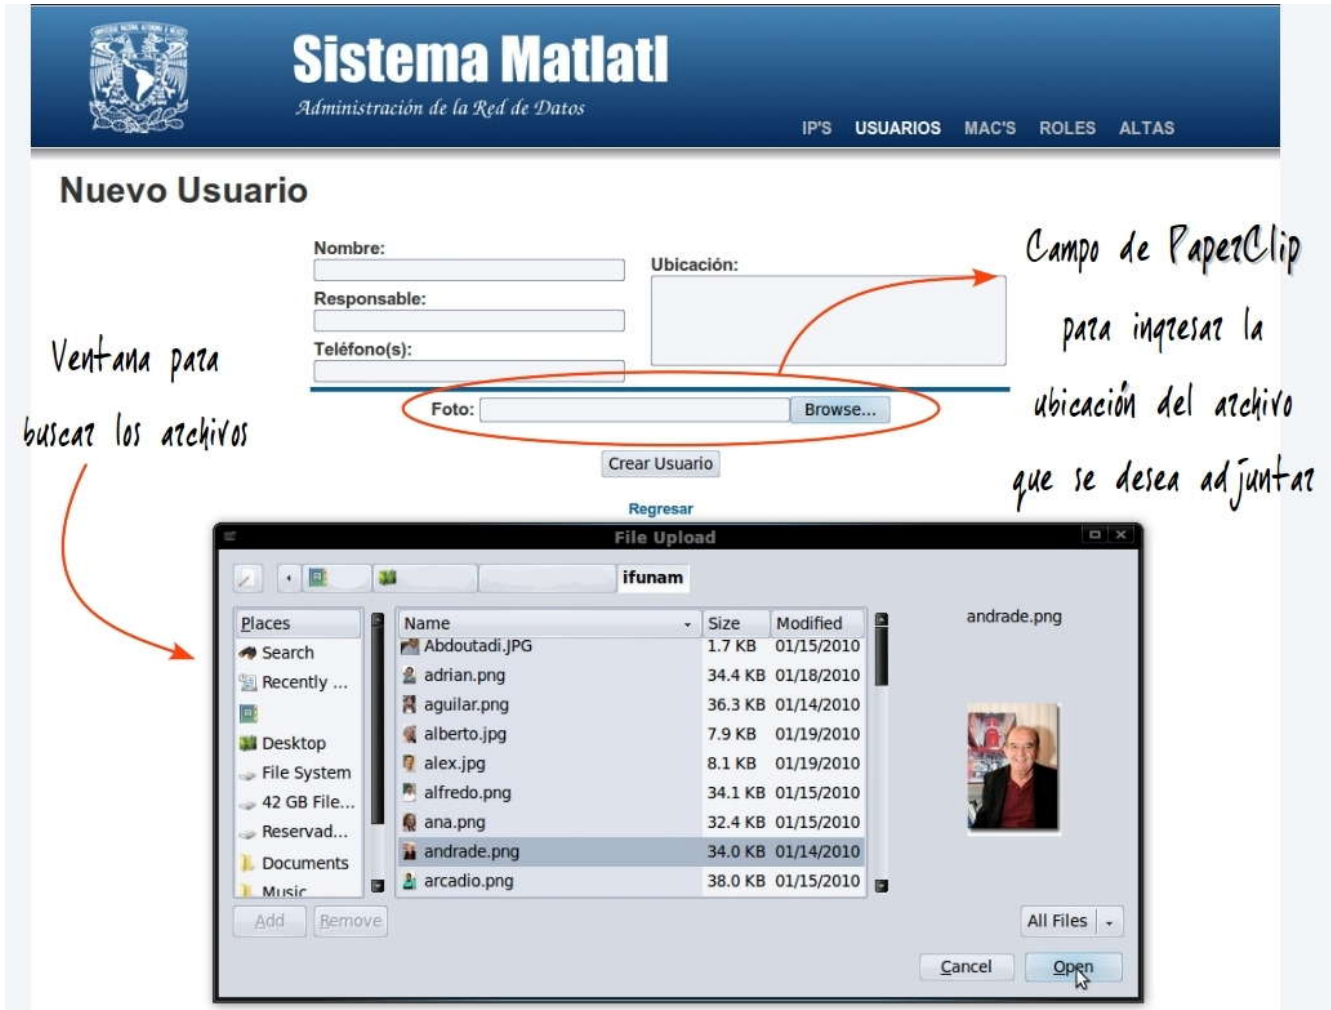 Sistema Matlatl
Administración de la Red de Datos
IP'S USUARIOS MAC'S ROLES ALTAS
Nuevo Usuario
Nombre:
Ubicación:
Responsable:
Teléfono(s):
Foto: Browse...
Crear Usuario
Regresar
Campo de PaperClip
para ingresar la
ubicación del archivo
que se desea adjuntar
Ventana para
buscar los archivos
File Upload
ifunam
Places
Search
Recently ...
Desktop
File System
42 GB File...
Reservad...
Documents
Music
Name Size Modified
Abdoutadi.JPG 1.7 KB 01/15/2010
adrian.png 34.4 KB 01/18/2010
aguilar.png 36.3 KB 01/14/2010
alberto.jpg 7.9 KB 01/19/2010
alex.jpg 8.1 KB 01/19/2010
alfredo.png 34.1 KB 01/15/2010
ana.png 32.4 KB 01/15/2010
andrade.png 34.0 KB 01/14/2010
arcadio.png 38.0 KB 01/15/2010
andrade.png
Add Remove
All Files
Cancel Open